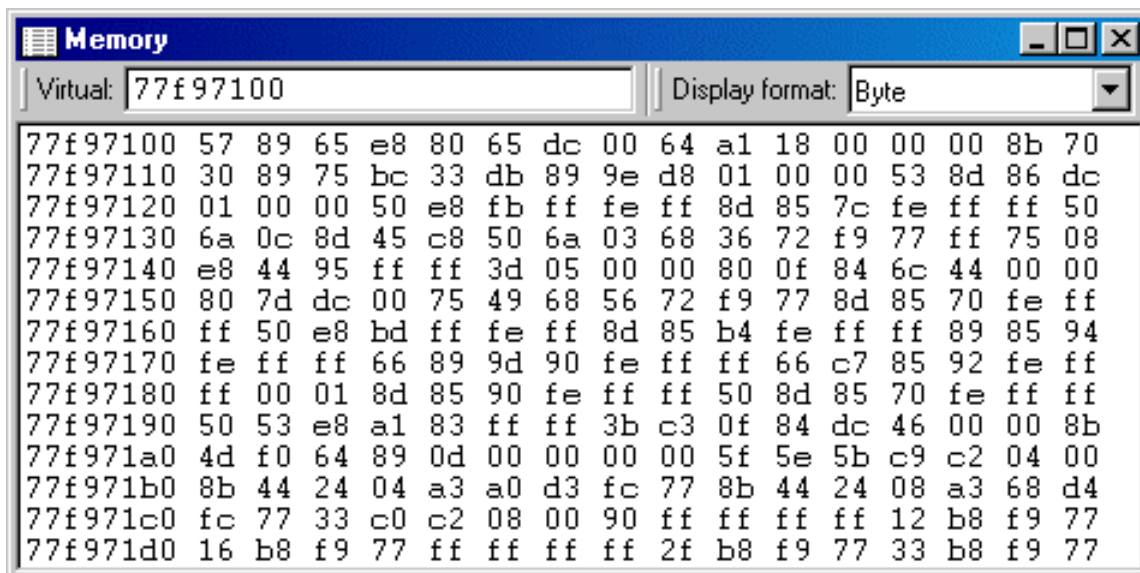 Memory
Virtual: 77f97100 Display format: Byte
77f97100 57 89 65 e8 80 65 dc 00 64 a1 18 00 00 00 8b 70
77f97110 30 89 75 bc 33 db 89 9e d8 01 00 00 53 8d 86 dc
77f97120 01 00 00 50 e8 fb ff fe ff 8d 85 7c fe ff ff 50
77f97130 6a 0c 8d 45 c8 50 6a 03 68 36 72 f9 77 ff 75 08
77f97140 e8 44 95 ff ff 3d 05 00 00 80 0f 84 6c 44 00 00
77f97150 80 7d dc 00 75 49 68 56 72 f9 77 8d 85 70 fe ff
77f97160 ff 50 e8 bd ff fe ff 8d 85 b4 fe ff ff 89 85 94
77f97170 fe ff ff 66 89 9d 90 fe ff ff 66 c7 85 92 fe ff
77f97180 ff 00 01 8d 85 90 fe ff ff 50 8d 85 70 fe ff ff
77f97190 50 53 e8 a1 83 ff ff 3b c3 0f 84 dc 46 00 00 8b
77f971a0 4d f0 64 89 0d 00 00 00 00 5f 5e 5b c9 c2 04 00
77f971b0 8b 44 24 04 a3 a0 d3 fc 77 8b 44 24 08 a3 68 d4
77f971c0 fc 77 33 c0 c2 08 00 90 ff ff ff ff 12 b8 f9 77
77f971d0 16 b8 f9 77 ff ff ff ff 2f b8 f9 77 33 b8 f9 77